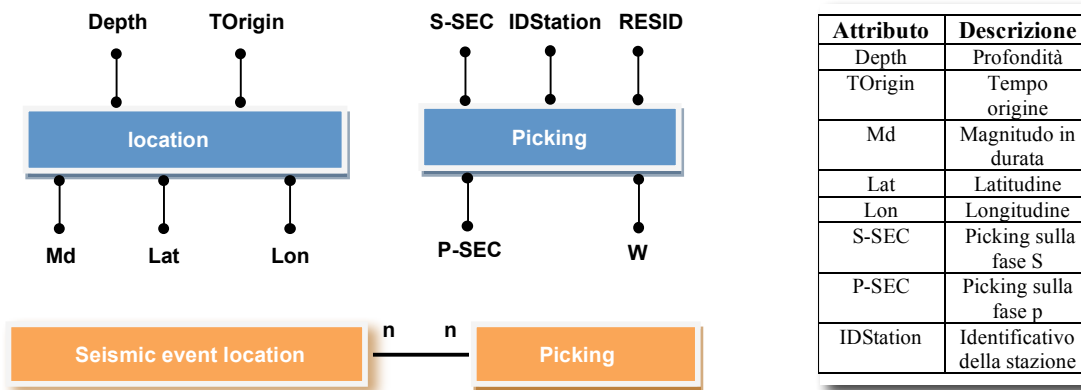 Depth TOrigin
location
Md Lat Lon
S-SEC IDStation RESID
Picking
P-SEC W
Seismic event location n n Picking
Attributo Descrizione
Depth Profondità
TOrigin Tempo
origine
Md Magnitudo in
durata
Lat Latitudine
Lon Longitudine
S-SEC Picking sulla
fase S
P-SEC Picking sulla
fase p
IDStation Identificativo
della stazione